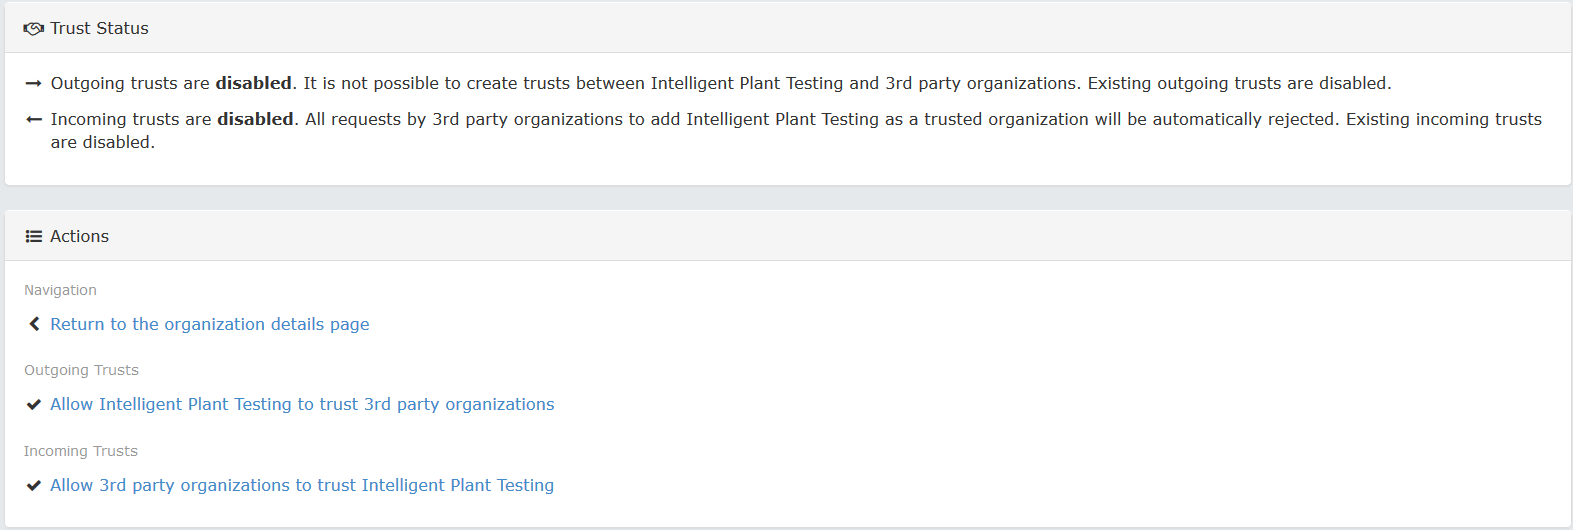 Trust Status
Outgoing trusts are disabled. It is not possible to create trusts between Intelligent Plant Testing and 3rd party organizations. Existing outgoing trusts are disabled.
Incoming trusts are disabled. All requests by 3rd party organizations to add Intelligent Plant Testing as a trusted organization will be automatically rejected. Existing incoming trusts
are disabled.
Actions
Navigation
Return to the organization details page
Outgoing Trusts
Allow Intelligent Plant Testing to trust 3rd party organizations
Incoming Trusts
Allow 3rd party organizations to trust Intelligent Plant Testing